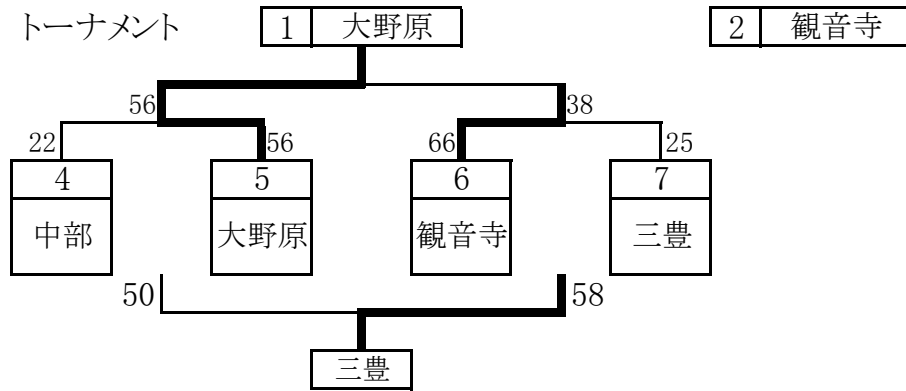 トーナメント 1 大野原 2 観音寺
56 38
22 56 66 25
4 5 6 7
中部 大野原 観音寺 三豊
50 58
三豊